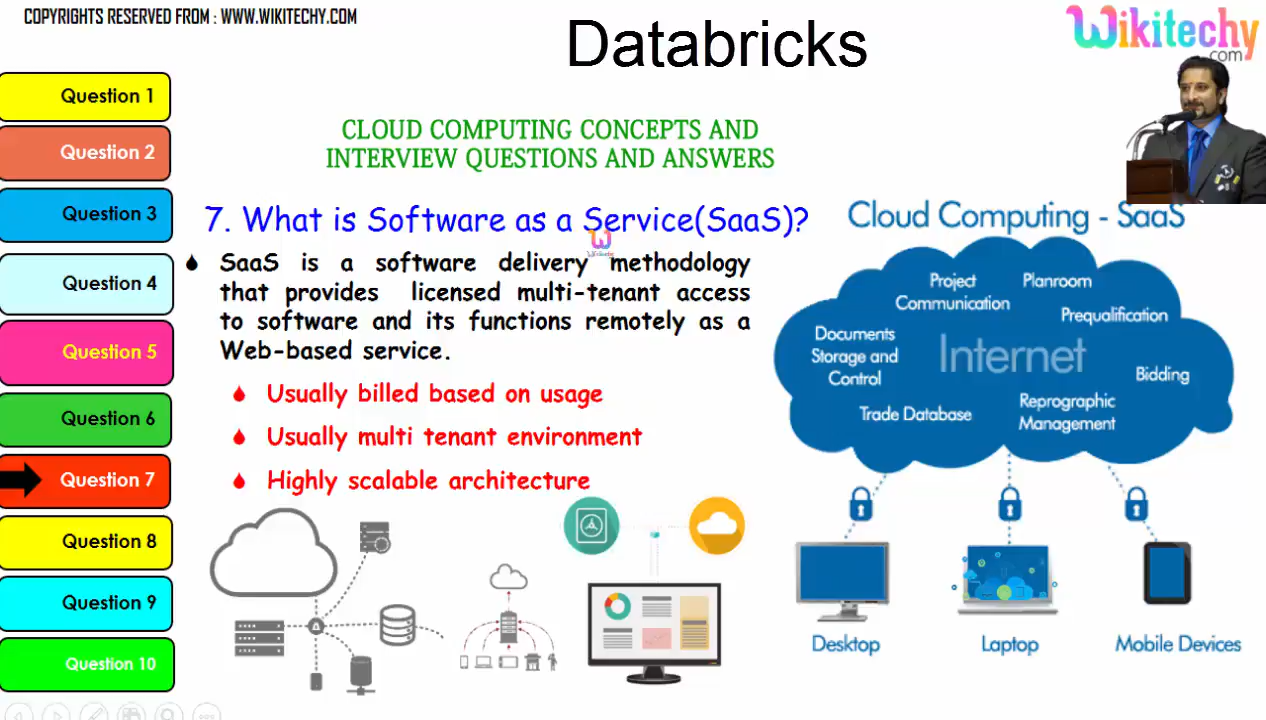 COPYRIGHTS RESERVED FROM : WWW.WIKITECHY.COM
Databricks
Wikitechy
.com
Question 1
Question 2
Question 3
Question 4
Question 5
Question 6
Question 7
Question 8
Question 9
Question 10
CLOUD COMPUTING CONCEPTS AND
INTERVIEW QUESTIONS AND ANSWERS
7. What is Software as a Service(SaaS)?
SaaS is a software delivery methodology
that provides licensed multi-tenant access
to software and its functions remotely as a
Web-based service.
Usually billed based on usage
Usually multi tenant environment
Highly scalable architecture
Cloud Computing - SaaS
Project
Communication
Planroom
Prequalification
Documents
Storage and
Control
Internet
Bidding
Trade Database
Reprographic
Management
Desktop
Laptop
Mobile Devices